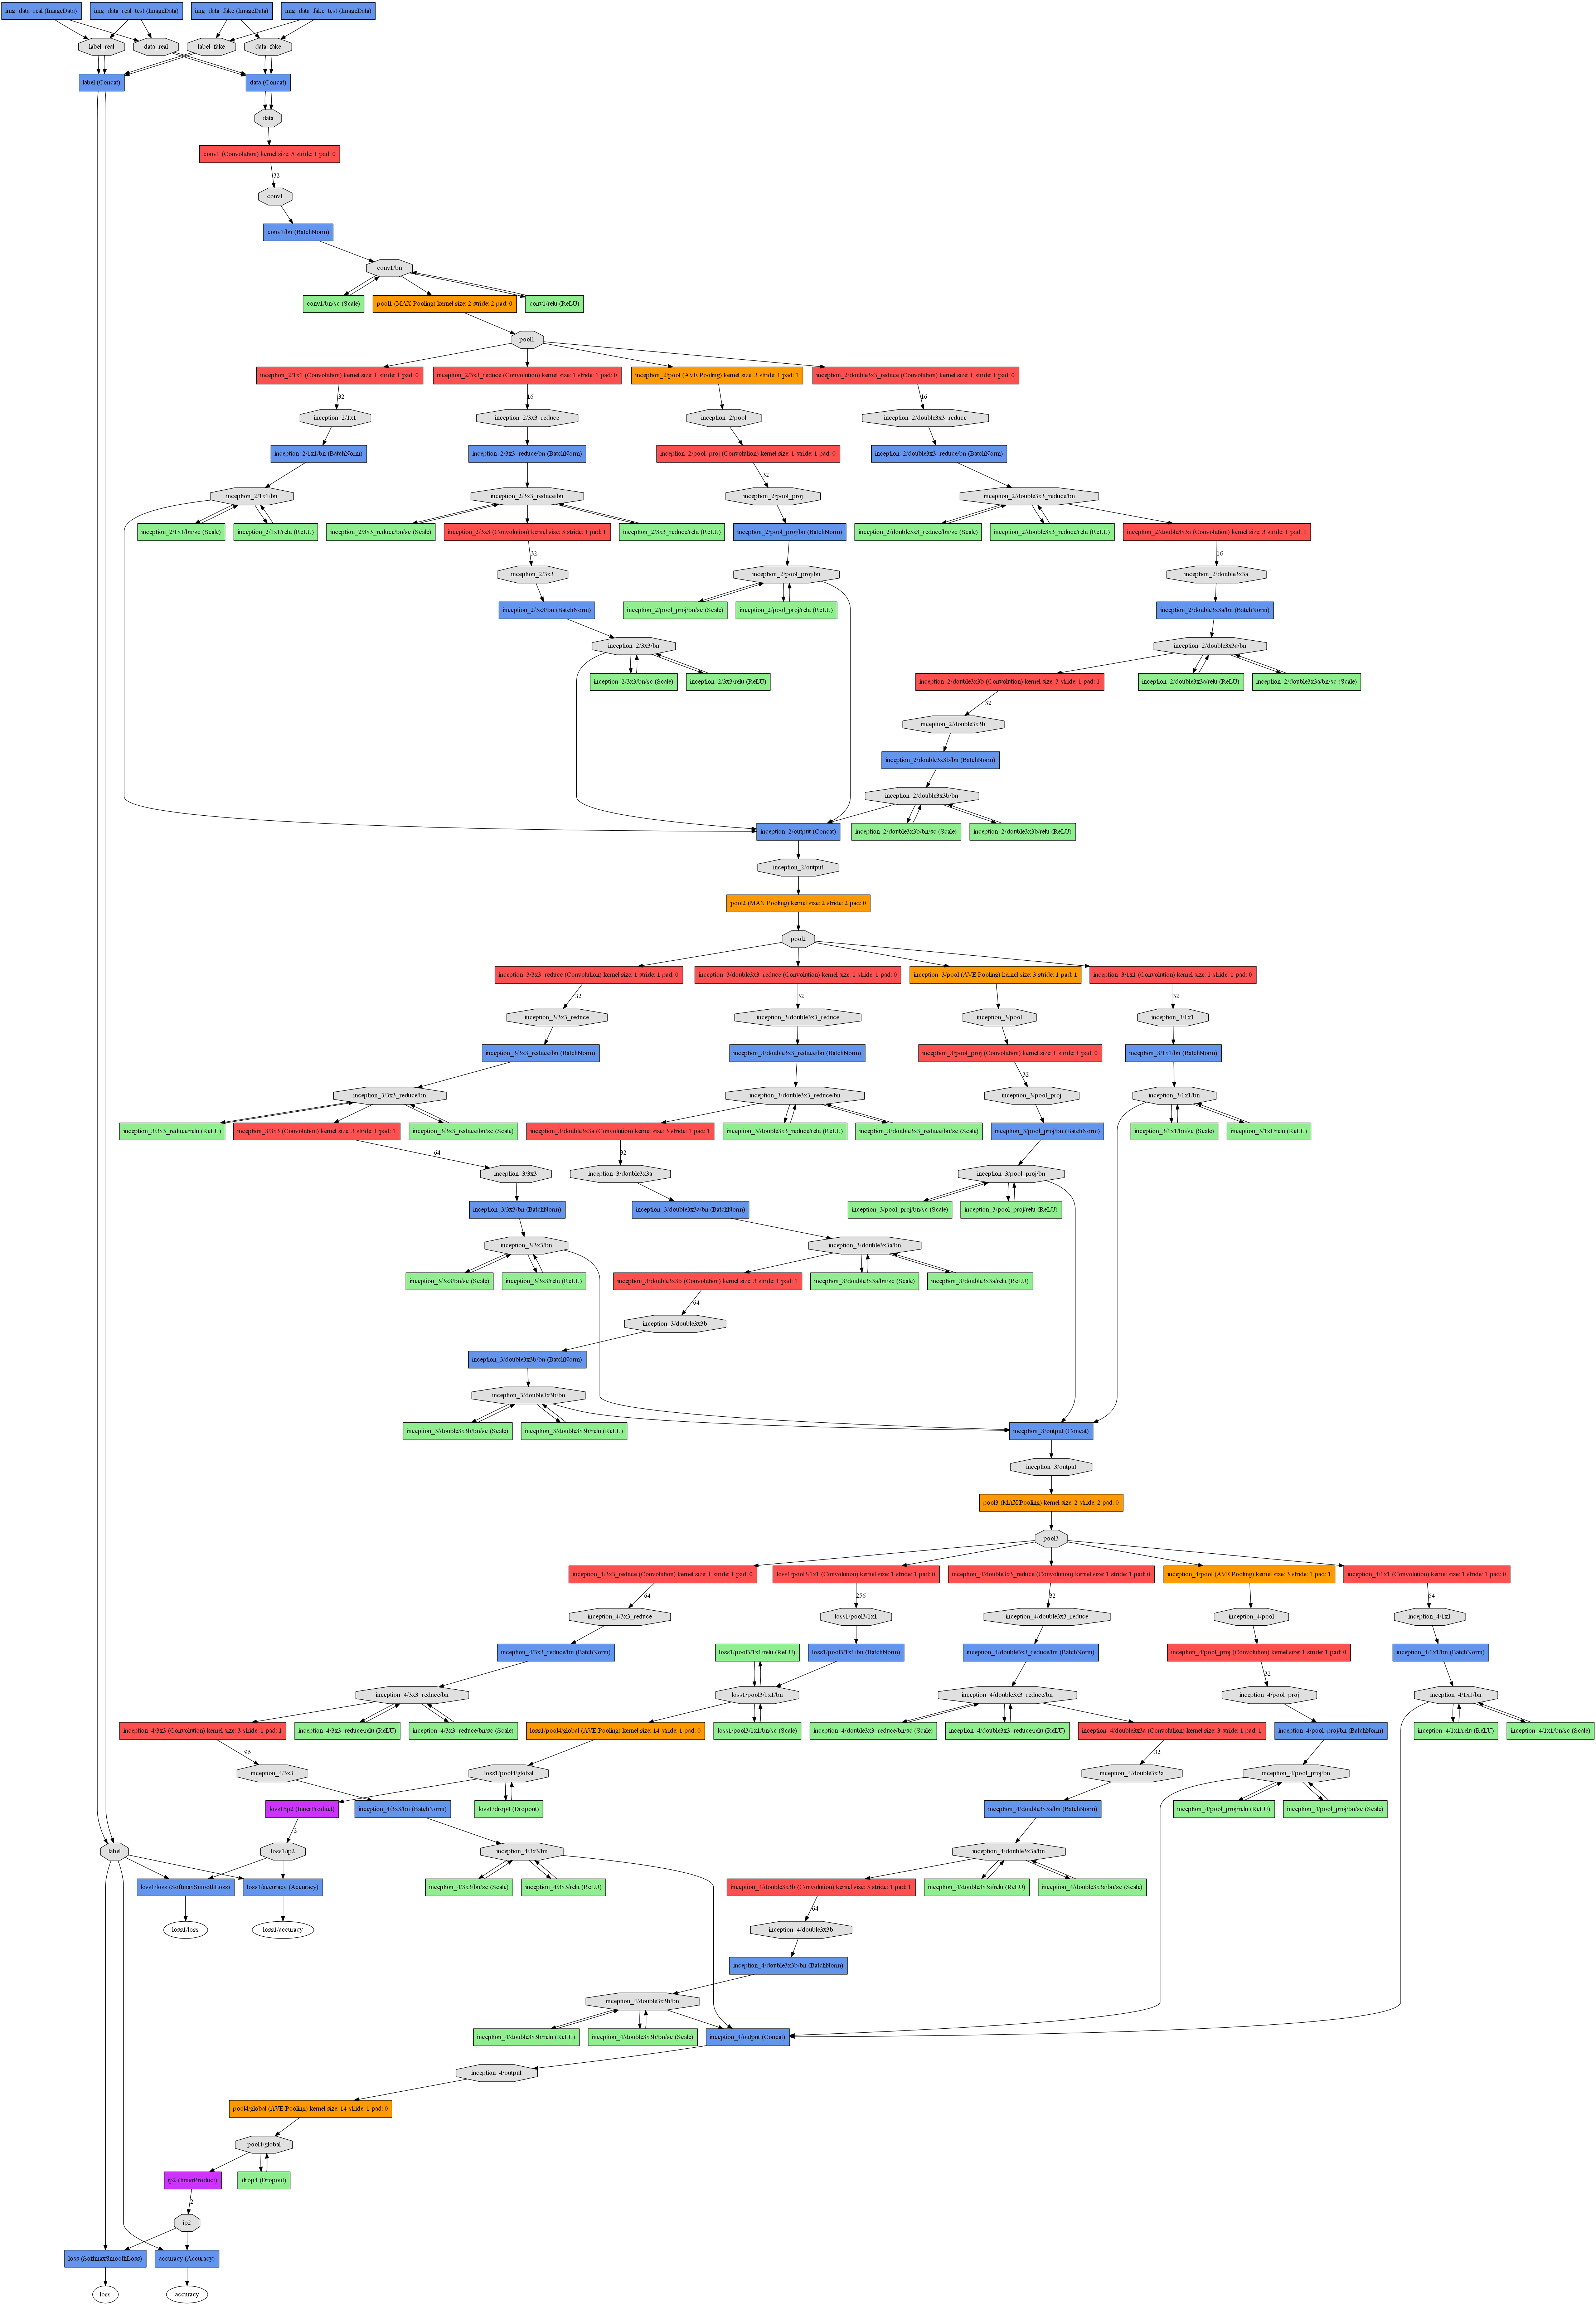 img_data_real (ImageData)
img_data_real_test (ImageData)
img_data_fake (ImageData)
img_data_fake_test (ImageData)
label_real
data_real
label_fake
data_fake
label (Concat)
data (Concat)
data
conv1 (Convolution) kernel size: stride: 1 pad: 0
32
conv1
conv1/bn (BatchNorm)
conv1/bn
conv1/bn/sc (Scale)
pool1 (MAX Pooling) kernel size: 2 stride: 2 pad: 0
conv1/relu (ReLU)
pool1
inception_2/1x1 (Convolution) kernel size: 1 stride: 1 pad: 0
inception_2/3x3_reduce (Convolution) kernel size: 1 stride: 1 pad: 0
inception_2/pool (AVE Pooling) kernel size: 3 stride: 1 pad: 1
inception_2/double3x3_reduce (Convolution) kernel size: 1 stride: 1 pad: 0
32
16
16
inception_2/1x1
inception_2/3x3_reduce
inception_2/pool
inception_2/double3x3_reduce
inception_2/1x1/bn (BatchNorm)
inception_2/3x3_reduce/bn (BatchNorm)
inception_2/pool_proj (Convolution) kernel size: 1 stride: 1 pad: 0
inception_2/double3x3_reduce/bn (BatchNorm)
32
inception_2/1x1/bn
inception_2/3x3_reduce/bn
inception_2/pool_proj
inception_2/double3x3_reduce/bn
inception_2/1x1/bn/sc (Scale)
inception_2/1x1/relu (ReLU)
inception_2/3x3_reduce/bn/sc (Scale)
inception_2/3x3 (Convolution) kernel size: 3 stride: 1 pad: 1
inception_2/3x3_reduce/relu (ReLU)
inception_2/pool_proj/bn (BatchNorm)
inception_2/double3x3_reduce/bn/sc (Scale)
inception_2/double3x3_reduce/relu (ReLU)
inception_2/double3x3a (Convolution) kernel size: 3 stride: 1 pad: 1
32
16
inception_2/3x3
inception_2/pool_proj/bn
inception_2/double3x3a
inception_2/3x3/bn (BatchNorm)
inception_2/pool_proj/bn/sc (Scale)
inception_2/pool_proj/relu (ReLU)
inception_2/double3x3a/bn (BatchNorm)
inception_2/3x3/bn
inception_2/double3x3a/bn
inception_2/3x3/bn/sc (Scale)
inception_2/3x3/relu (ReLU)
inception_2/double3x3b (Convolution) kernel size: 3 stride: 1 pad: 1
inception_2/double3x3a/relu (ReLU)
inception_2/double3x3a/bn/sc (Scale)
32
inception_2/double3x3b
inception_2/double3x3b/bn (BatchNorm)
inception_2/double3x3b/bn
inception_2/output (Concat)
inception_2/double3x3b/bn/sc (Scale)
inception_2/double3x3b/relu (ReLU)
inception_2/output
pool2 (MAX Pooling) kernel size: 2 stride: 2 pad: 0
pool2
inception_3/3x3_reduce (Convolution) kernel size: 1 stride: 1 pad: 0
inception_3/double3x3_reduce (Convolution) kernel size: 1 stride: 1 pad: 0
inception_3/pool (AVE Pooling) kernel size: 3 stride: 1 pad: 1
inception_3/1x1 (Convolution) kernel size: 1 stride: 1 pad: 0
32
32
32
inception_3/3x3_reduce
inception_3/double3x3_reduce
inception_3/pool
inception_3/1x1
inception_3/3x3_reduce/bn (BatchNorm)
inception_3/double3x3_reduce/bn (BatchNorm)
inception_3/pool_proj (Convolution) kernel size: 1 stride: 1 pad: 0
inception_3/1x1/bn (BatchNorm)
32
inception_3/3x3_reduce/bn
inception_3/double3x3_reduce/bn
inception_3/pool_proj
inception_3/1x1/bn
inception_3/3x3_reduce/relu (ReLU)
inception_3/3x3 (Convolution) kernel size: 3 stride: 1 pad: 1
inception_3/3x3_reduce/bn/sc (Scale)
inception_3/double3x3a (Convolution) kernel size: 3 stride: 1 pad: 1
inception_3/double3x3_reduce/relu (ReLU)
inception_3/double3x3_reduce/bn/sc (Scale)
inception_3/pool_proj/bn (BatchNorm)
inception_3/1x1/bn/sc (Scale)
inception_3/1x1/relu (ReLU)
64
32
inception_3/3x3
inception_3/double3x3a
inception_3/pool_proj/bn
inception_3/3x3/bn (BatchNorm)
inception_3/double3x3a/bn (BatchNorm)
inception_3/pool_proj/bn/sc (Scale)
inception_3/pool_proj/relu (ReLU)
inception_3/3x3/bn
inception_3/double3x3a/bn
inception_3/3x3/bn/sc (Scale)
inception_3/3x3/relu (ReLU)
inception_3/double3x3b (Convolution) kernel size: 3 stride: 1 pad: 1
inception_3/double3x3a/bn/sc (Scale)
inception_3/double3x3a/relu (ReLU)
64
inception_3/double3x3b
inception_3/double3x3b/bn (BatchNorm)
inception_3/double3x3b/bn
inception_3/double3x3b/bn/sc (Scale)
inception_3/double3x3b/relu (ReLU)
inception_3/output (Concat)
inception_3/output
pool3 (MAX Pooling) kernel size: 2 stride: 2 pad: 0
pool3
inception_4/3x3_reduce (Convolution) kernel size: 1 stride: 1 pad: 0
loss1/pool3/1x1 (Convolution) kernel size: 1 stride: 1 pad: 0
inception_4/double3x3_reduce (Convolution) kernel size: 1 stride: 1 pad: 0
inception_4/pool (AVE Pooling) kernel size: 3 stride: 1 pad: 1
inception_4/1x1 (Convolution) kernel size: 1 stride: 1 pad: 0
64
256
32
64
inception_4/3x3_reduce
loss1/pool3/1x1
inception_4/double3x3_reduce
inception_4/pool
inception_4/1x1
inception_4/3x3_reduce/bn (BatchNorm)
loss1/pool3/1x1/relu (ReLU)
loss1/pool3/1x1/bn (BatchNorm)
inception_4/double3x3_reduce/bn (BatchNorm)
inception_4/pool_proj (Convolution) kernel size: 1 stride: 1 pad: 0
inception_4/1x1/bn (BatchNorm)
32
inception_4/3x3_reduce/bn
loss1/pool3/1x1/bn
inception_4/double3x3_reduce/bn
inception_4/pool_proj
inception_4/1x1/bn
inception_4/3x3 (Convolution) kernel size: 3 stride: 1 pad: 1
inception_4/3x3_reduce/relu (ReLU)
inception_4/3x3_reduce/bn/sc (Scale)
loss1/pool4/global (AVE Pooling) kernel size: 14 stride: 1 pad: 0
loss1/pool3/1x1/bn/sc (Scale)
inception_4/double3x3_reduce/bn/sc (Scale)
inception_4/double3x3_reduce/relu (ReLU)
inception_4/double3x3a (Convolution) kernel size: 3 stride: 1 pad: 1
inception_4/pool_proj/bn (BatchNorm)
inception_4/1x1/relu (ReLU)
inception_4/1x1/bn/sc (Scale)
96
32
inception_4/3x3
loss1/pool4/global
inception_4/double3x3a
inception_4/pool_proj/bn
loss1/ip2 (InnerProduct)
inception_4/3x3/bn (BatchNorm)
loss1/drop4 (Dropout)
inception_4/double3x3a/bn (BatchNorm)
inception_4/pool_proj/relu (ReLU)
inception_4/pool_proj/bn/sc (Scale)
2
label
loss1/ip2
inception_4/3x3/bn
inception_4/double3x3a/bn
loss1/loss (SoftmaxSmoothLoss)
loss1/accuracy (Accuracy)
inception_4/3x3/bn/sc (Scale)
inception_4/3x3/relu (ReLU)
inception_4/double3x3b (Convolution) kernel size: 3 stride: 1 pad: 1
inception_4/double3x3a/relu (ReLU)
inception_4/double3x3a/bn/sc (Scale)
64
loss1/loss
loss1/accuracy
inception_4/double3x3b
inception_4/double3x3b/bn (BatchNorm)
inception_4/double3x3b/bn
inception_4/double3x3b/relu (ReLU)
inception_4/double3x3b/bn/sc (Scale)
inception_4/output (Concat)
inception_4/output
pool4/global (AVE Pooling) kernel size: 14 stride: 1 pad: 0
pool4/global
ip2 (InnerProduct)
drop4 (Dropout)
2
ip2
loss (SoftmaxSmoothLoss)
accuracy (Accuracy)
loss
accuracy